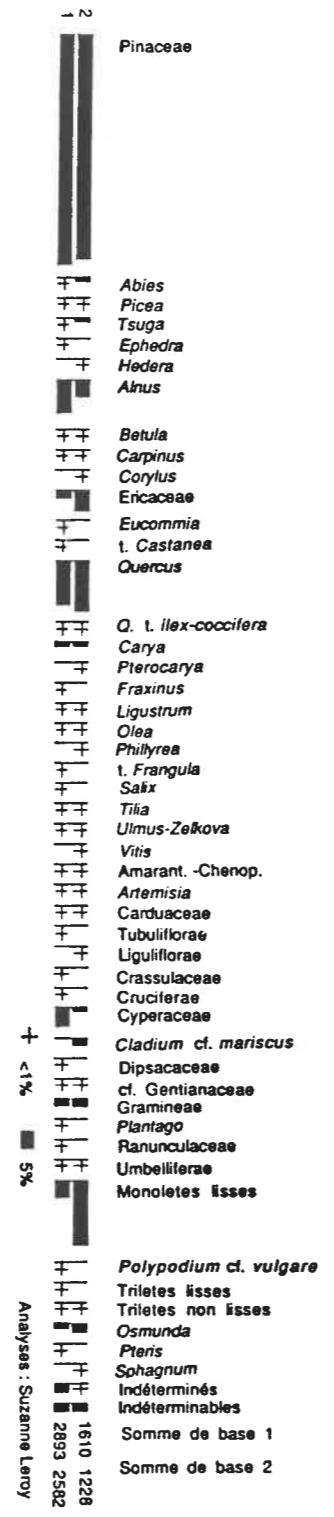 1 2
Pinaceae
Abies
Picea
Tsuga
Ephedra
Hedera
Alnus
Betula
Carpinus
Corylus
Ericaceae
Eucommia
t. Castanea
Quercus
Q. t. ilex-coccifera
Carya
Pterocarya
Fraxinus
Ligustrum
Olea
Phillyrea
t. Frangula
Salix
Tilia
Ulmus-Zelkova
Vitis
Amarant. -Chenop.
Artemisia
Carduaceae
Tubuliflorae
Liguliflorae
Crassulaceae
Cruciferae
Cyperaceae
Cladium cf. mariscus
Dipsacaceae
cf. Gentianaceae
Gramineae
Plantago
Ranunculaceae
Umbelliferae
Monoletes lisses
Polypodium cf. vulgare
Triletes lisses
Triletes non lisses
Osmunda
Pteris
Sphagnum
Indéterminés
Indéterminables
Somme de base 1
Somme de base 2
1610 1228
2893 2582
+ <1% 5%
Analyses : Suzanne Leroy